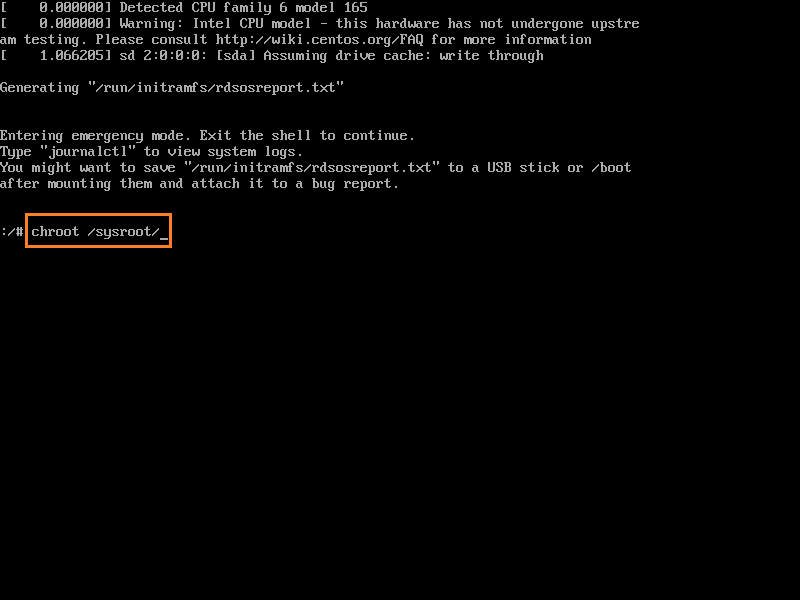 [    0.000000] Detected CPU family 6 model 165
[    0.000000] Warning: Intel CPU model - this hardware has not undergone upstre
am testing. Please consult http://wiki.centos.org/FAQ for more information
[    1.066205] sd 2:0:0:0: [sda] Assuming drive cache: write through
Generating "/run/initramfs/rdsosreport.txt"
Entering emergency mode. Exit the shell to continue.
Type "journalctl" to view system logs.
You might want to save "/run/initramfs/rdsosreport.txt" to a USB stick or /boot
after mounting them and attach it to a bug report.
:/# chroot /sysroot/_